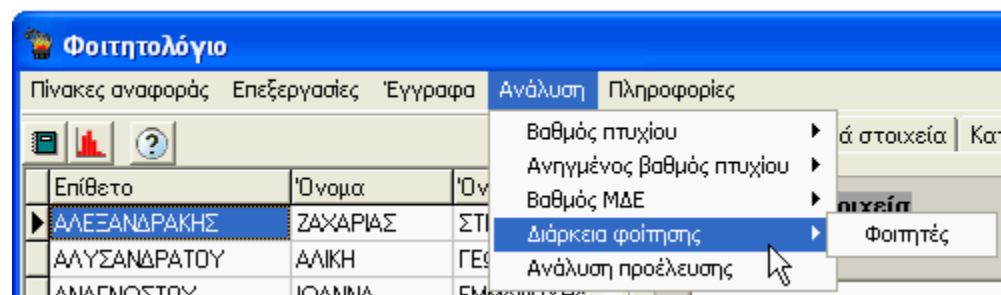 Φοιτητολόγιο
Πίνακες αναφοράς Επεξεργασίες Έγγραφα Ανάλυση Πληροφορίες
Βαθμός πτυχίου
Ανηγμένος βαθμός πτυχίου
Βαθμός ΜΔΕ
Διάρκεια φοίτησης
Ανάλυση προέλευσης
Φοιτητές
στοιχεία
Επίθετο Όνομα
ΑΛΕΞΑΝΔΡΑΚΗΣ ΖΑΧΑΡΙΑΣ
ΑΛΥΣΑΝΔΡΑΤΟΥ ΑΛΙΚΗ
ΑΝΑΓΝΩΣΤΟΥ ΙΩΑΝΝΑ